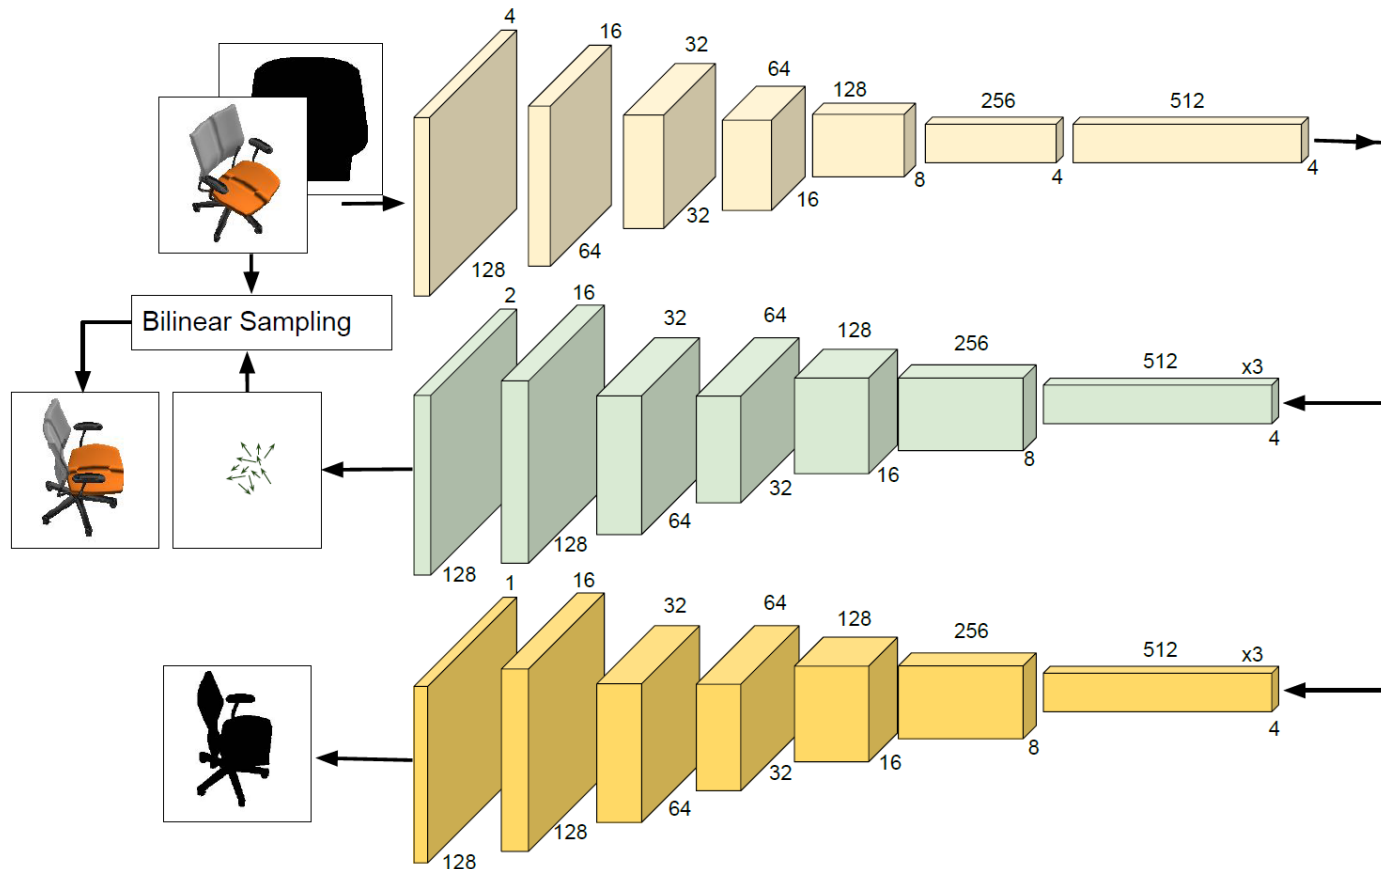 4 16 32 64 128 256 512
128 64 32 16 8 4 4
Bilinear Sampling
2 16 32 64 128 256 512 x3
128 128 64 32 16 8 4
1 16 32 64 128 256 512 x3
128 128 64 32 16 8 4